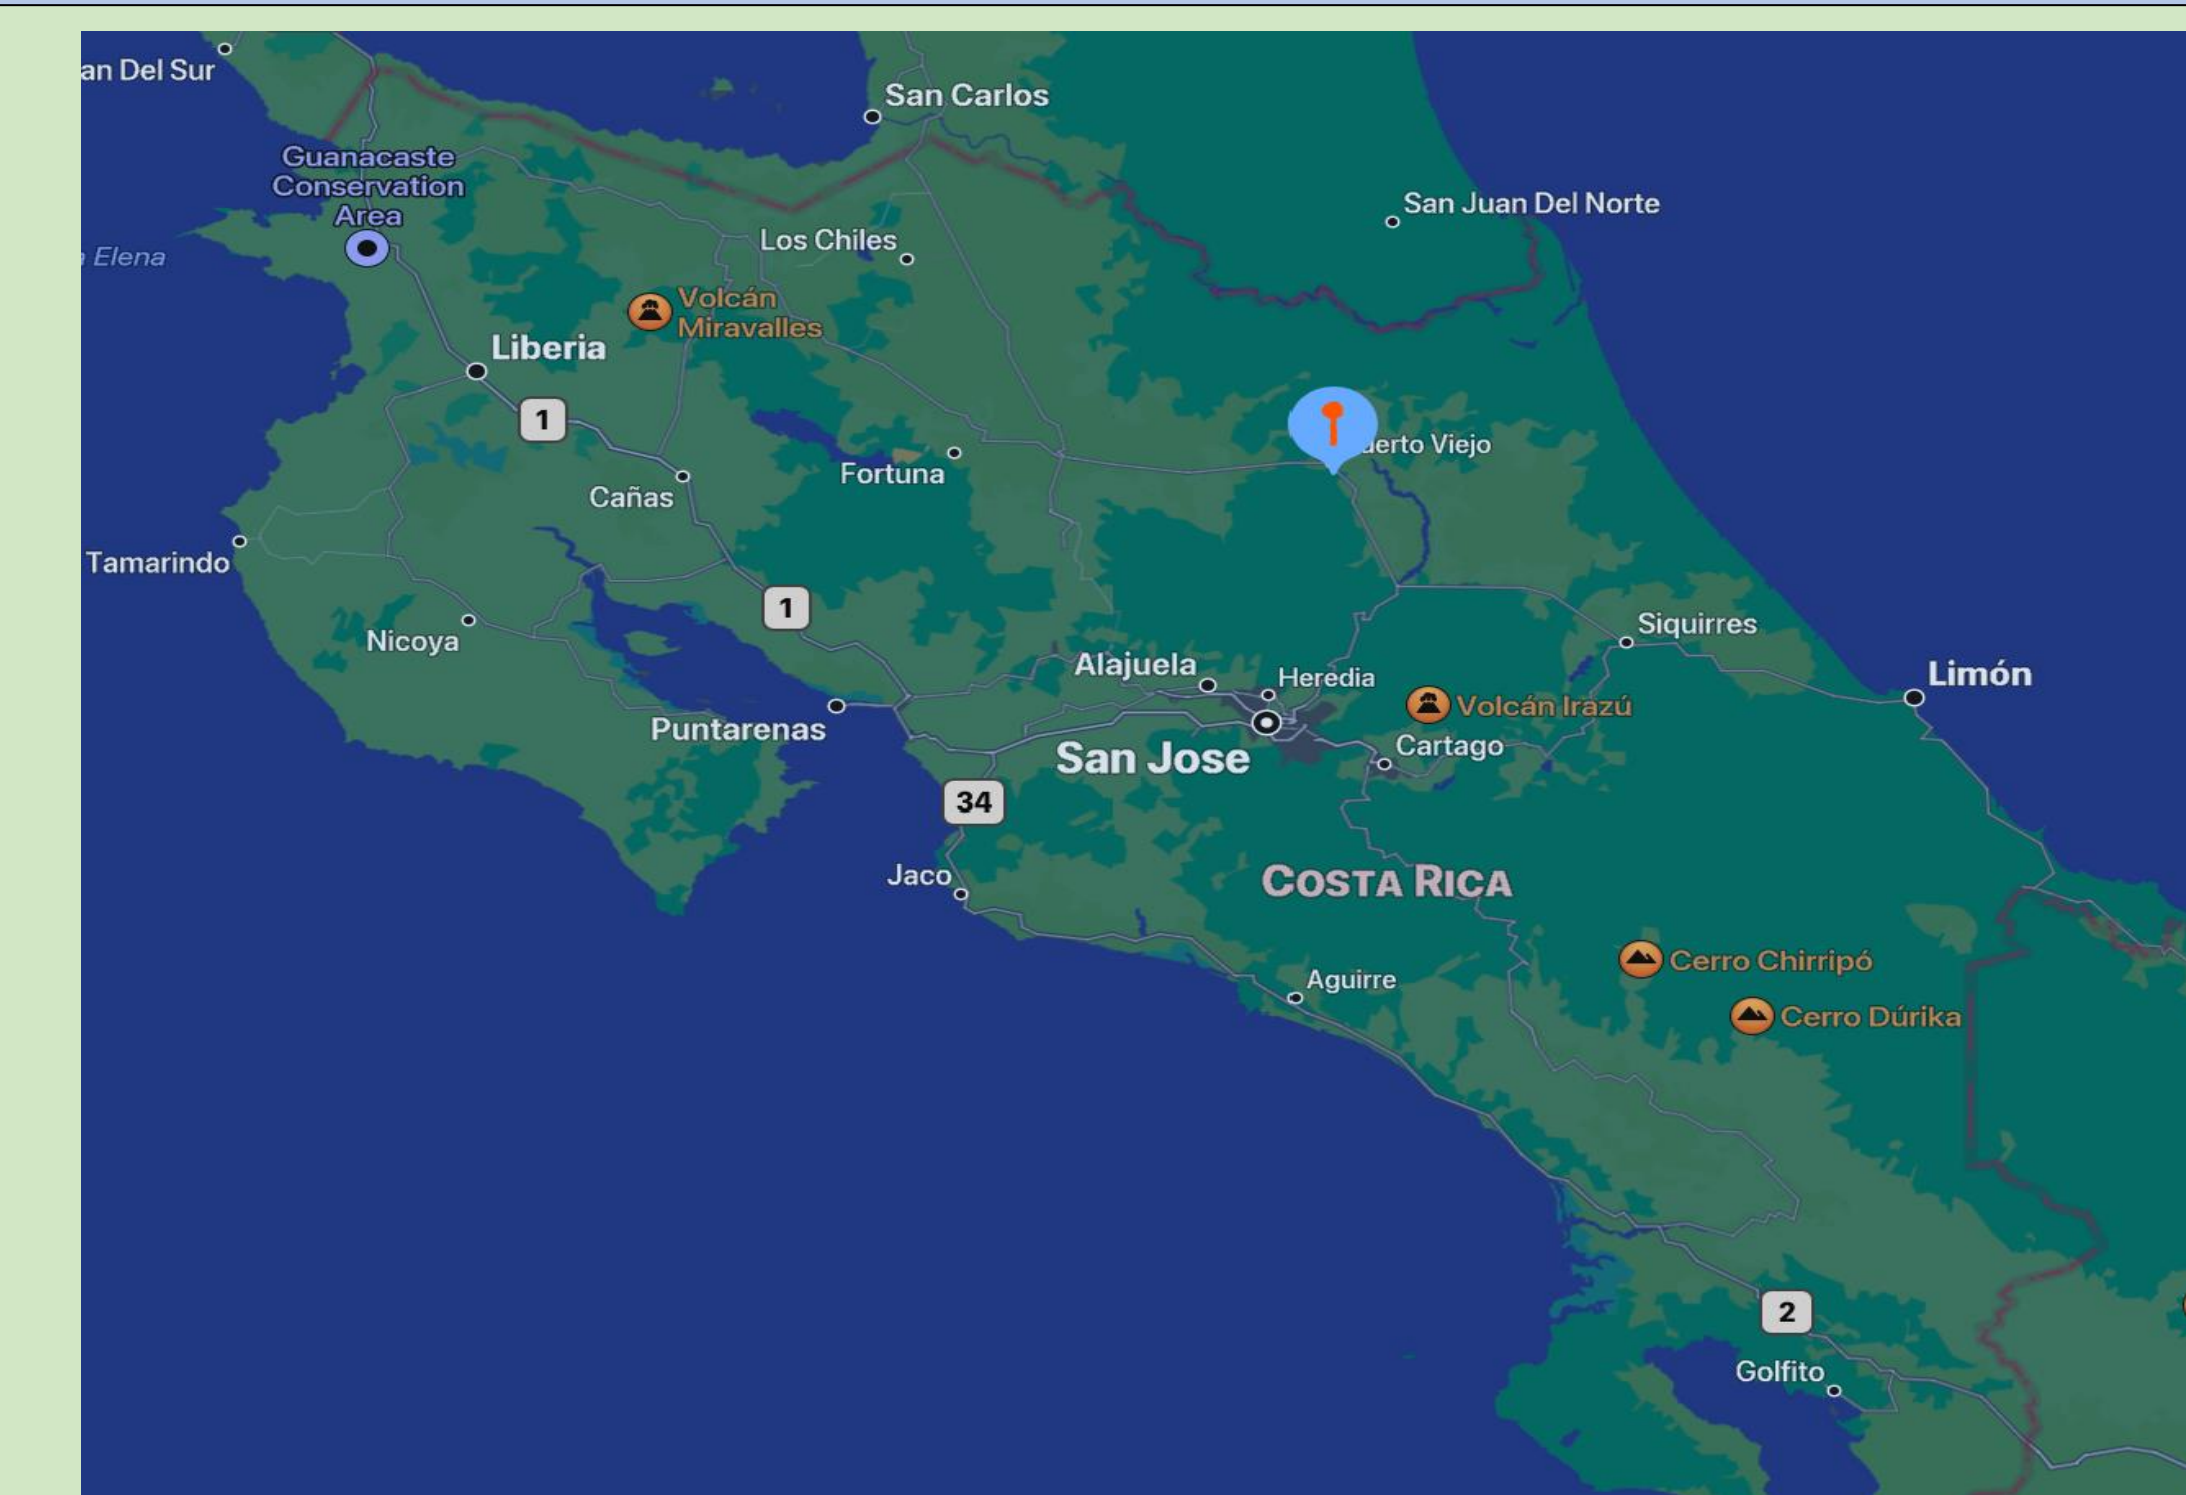 an Del Sur
San Carlos
Guanacaste
Conservation
Area
San Juan Del Norte
Los Chiles
Elena
Volcán
Miravalles
Liberia
1
uerto Viejo
Fortuna
Cañas
Tamarindo
1
Nicoya
Siquirres
Alajuela
Heredia
Limón
Volcán Irazú
Puntarenas
San Jose
Cartago
34
Jaco
COSTA RICA
Cerro Chirripó
Aguirre
Cerro Dúrika
2
Golfito